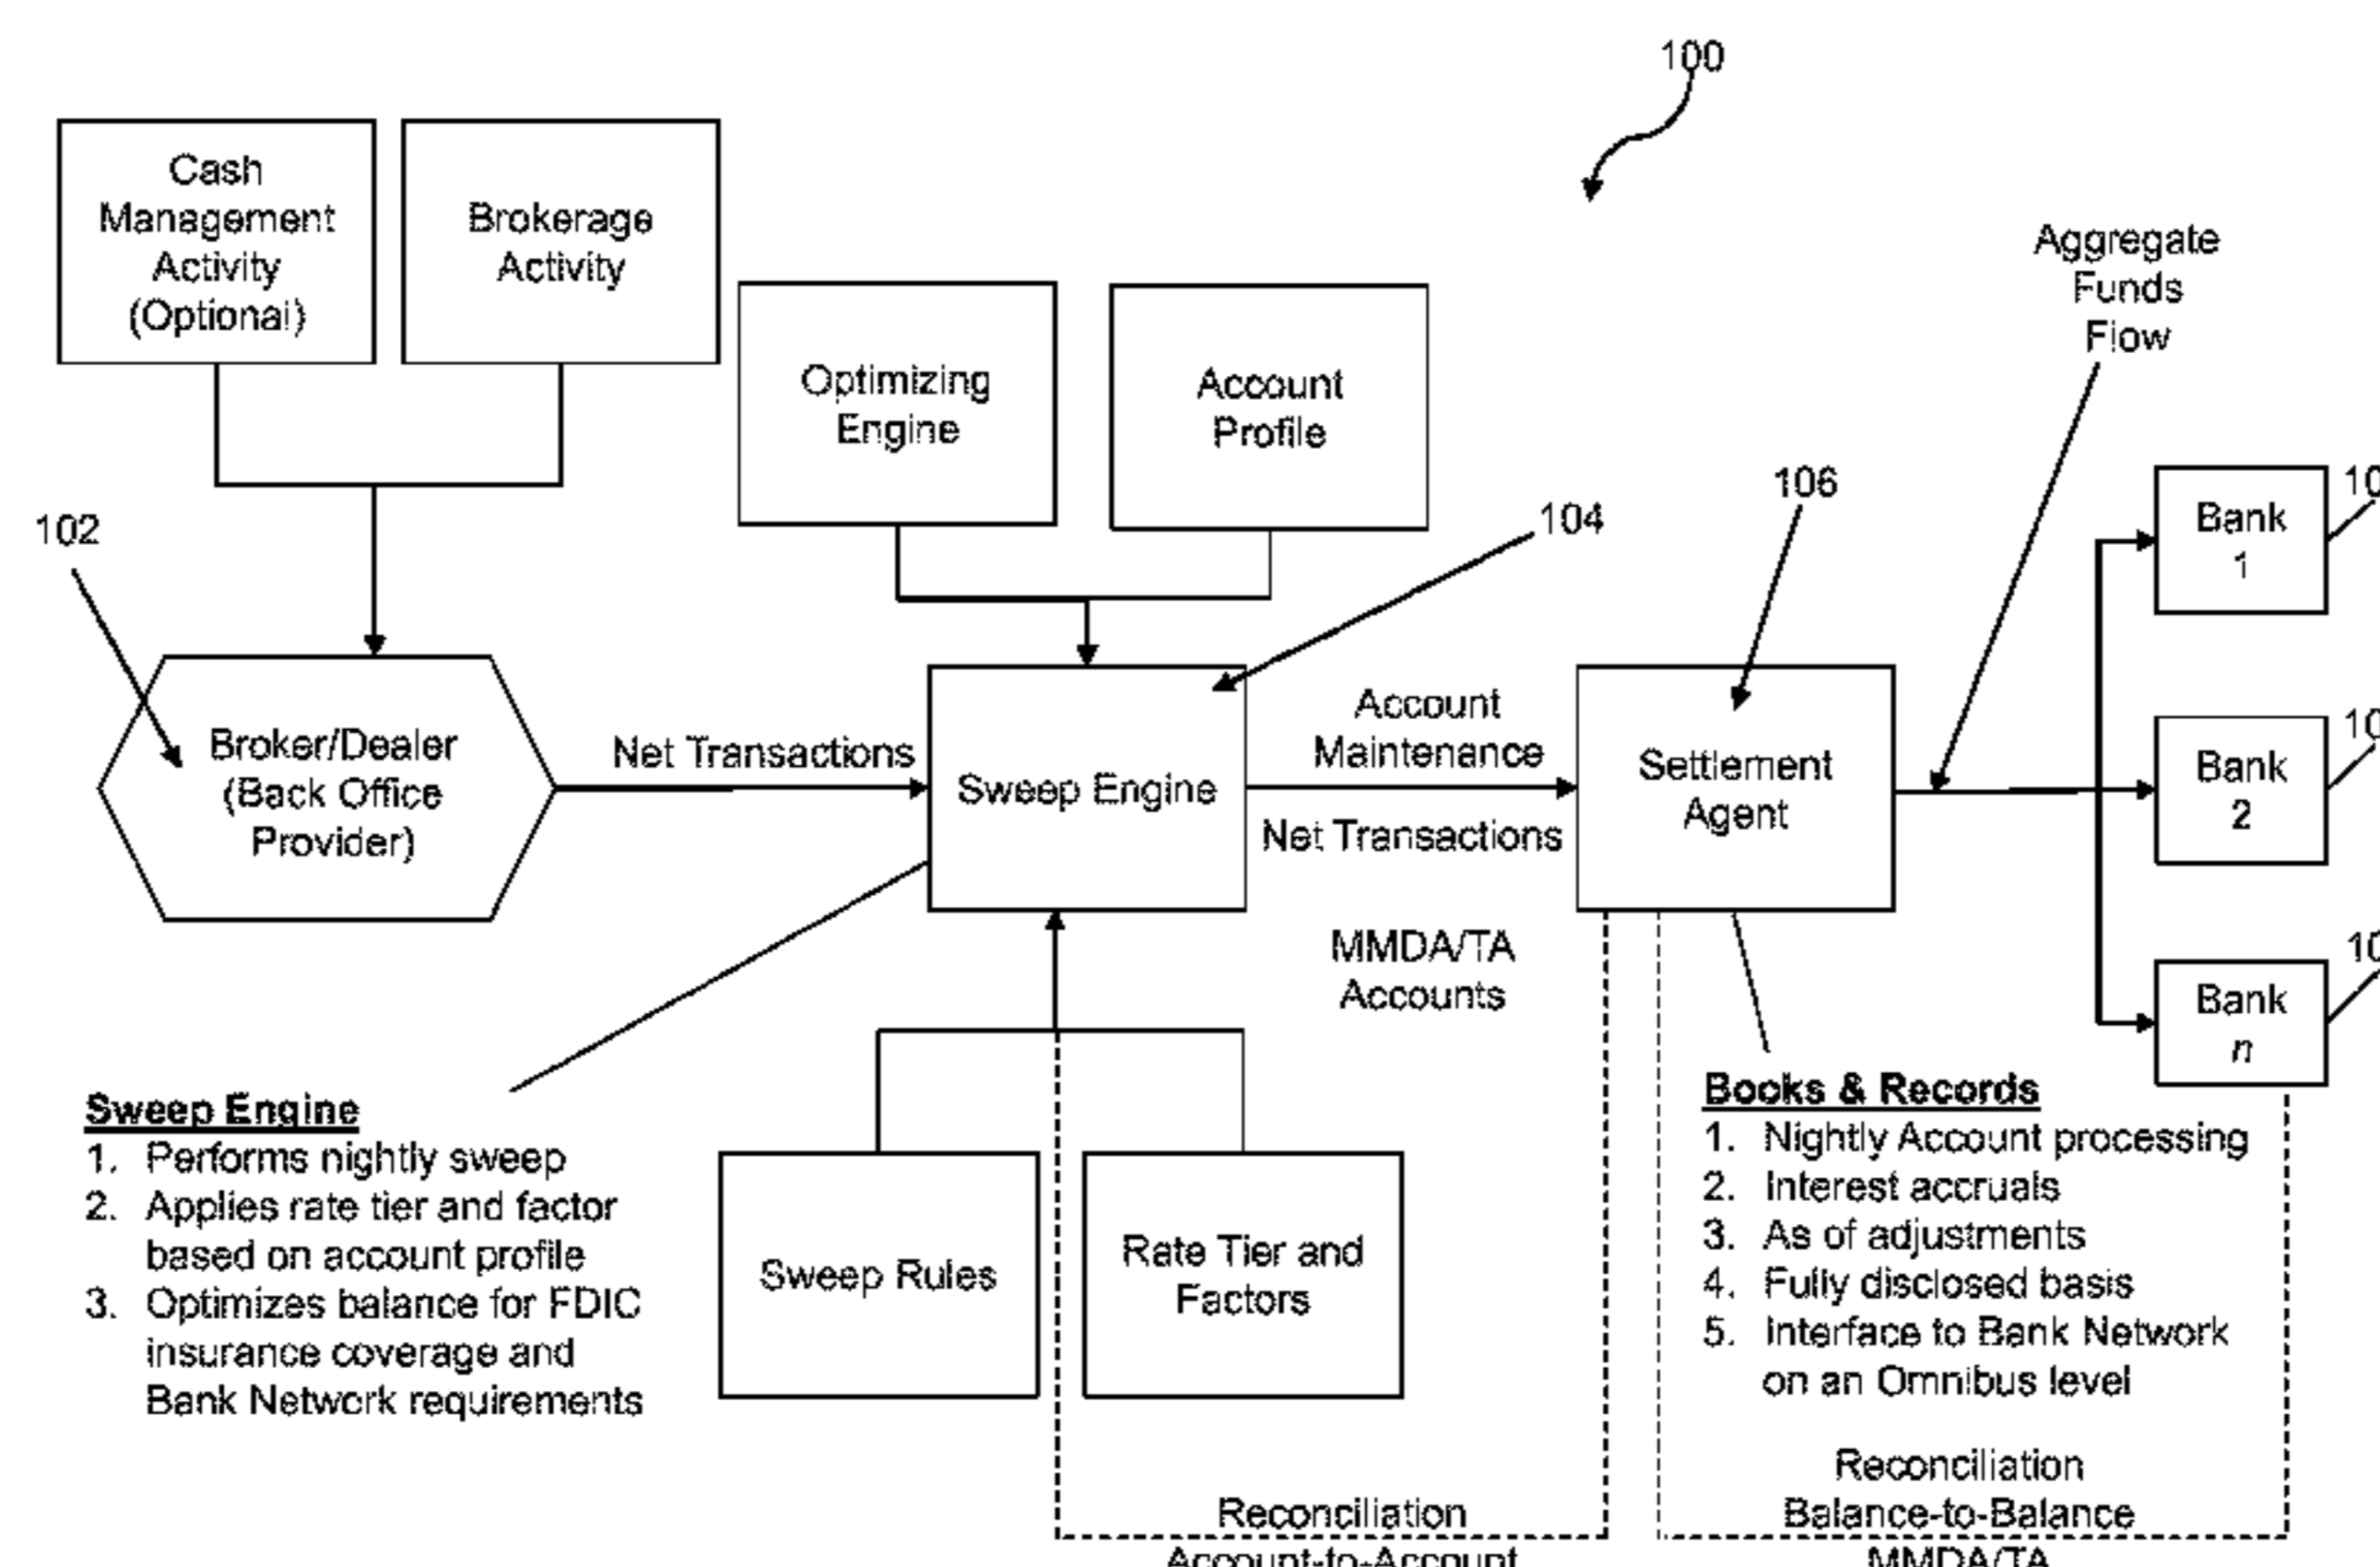 100
Cash
Management
Activity
(Optional)
Brokerage
Activity
Optimizing
Engine
Account
Profile
Aggregate
Funds
Flow
102
104
106
Bank
1
Broker/Dealer
(Back Office
Provider)
Net Transactions
Sweep Engine
Account
Maintenance
Net Transactions
Settlement
Agent
Bank
2
MMDA/TA
Accounts
Bank
n
Sweep Engine
1. Performs nightly sweep
2. Applies rate tier and factor
based on account profile
3. Optimizes balance for FDIC
insurance coverage and
Bank Network requirements
Sweep Rules
Rate Tier and
Factors
Books & Records
1. Nightly Account processing
2. Interest accruals
3. As of adjustments
4. Fully disclosed basis
5. Interface to Bank Network
on an Omnibus level
Reconciliation
Account-to-Account
Reconciliation
Balance-to-Balance
MMDA/TA